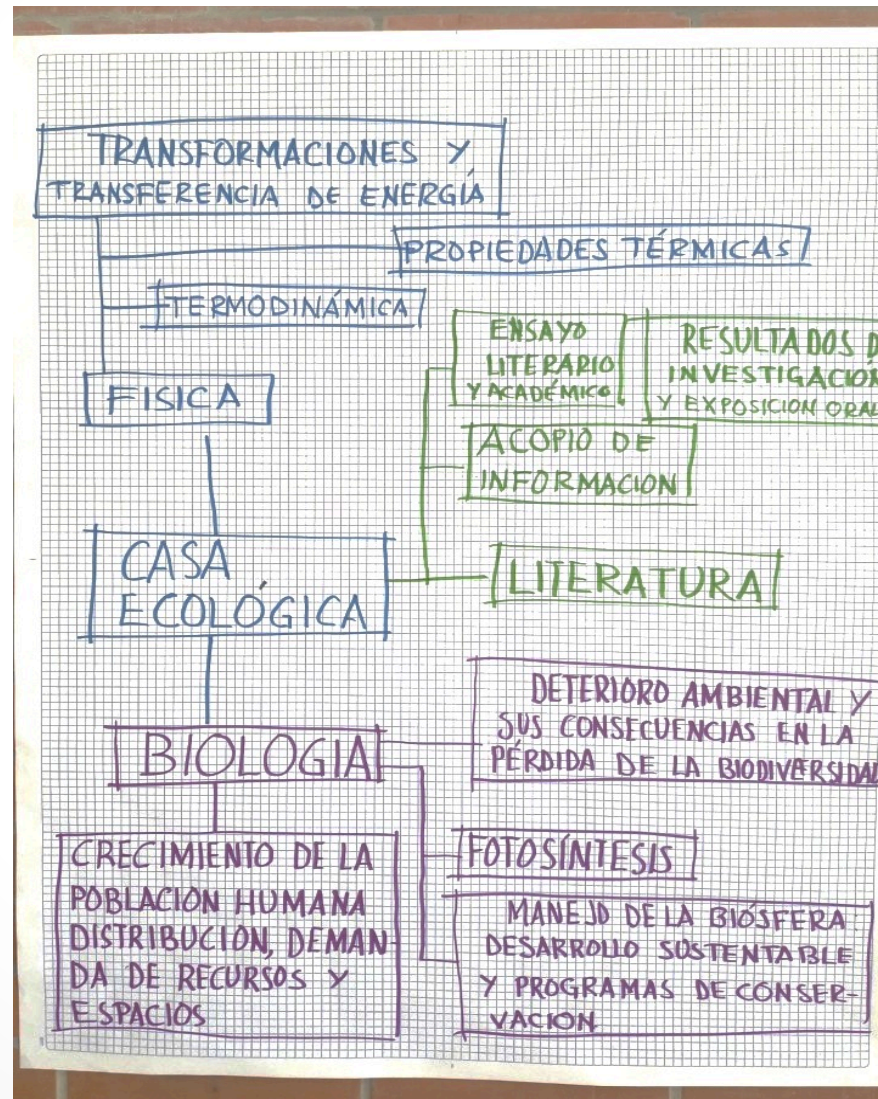 TRANSFORMACIONES Y
TRANSFERENCIA DE ENERGÍA
PROPIEDADES TÉRMICAS
TERMODINÁMICA
FISICA
ENSAYO
LITERARIO
Y ACADÉMICO
RESULTADOS D
INVESTIGACIÓN
Y EXPOSICION ORAL
ACOPIO DE
INFORMACION
CASA
ECOLÓGICA
LITERATURA
DETERIORO AMBIENTAL Y
SUS CONSECUENCIAS EN LA
PÉRDIDA DE LA BIODIVERSIDAD
BIOLOGIA
FOTOSÍNTESIS
CRECIMIENTO DE LA
POBLACION HUMANA
DISTRIBUCION, DEMAN-
DA DE RECURSOS Y
ESPACIOS
MANEJO DE LA BIÓSFERA
DESARROLLO SUSTENTABLE
Y PROGRAMAS DE CONSER-
VACION